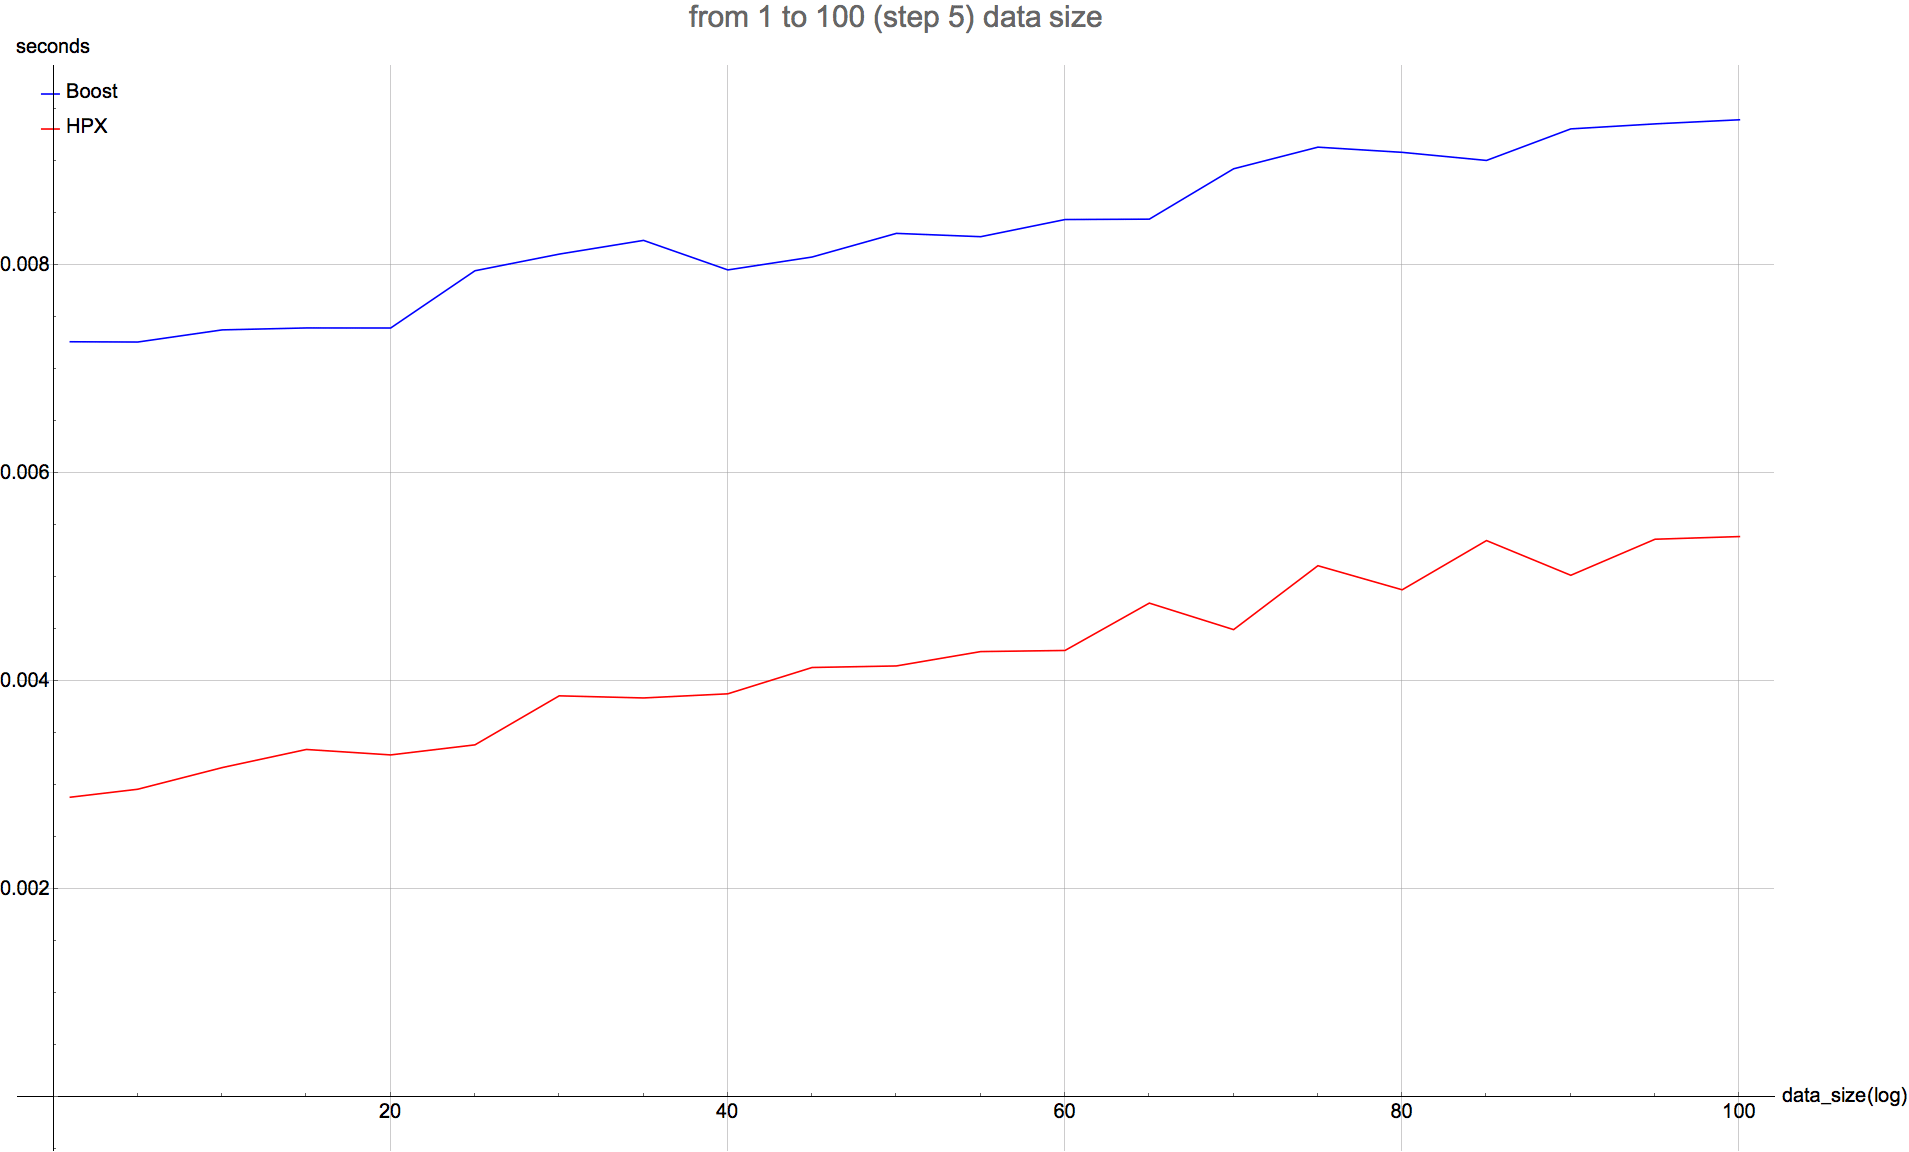 from 1 to 100 (step 5) data size
seconds
Boost
HPX
0.008
0.006
0.004
0.002
20 40 60 80 100 data_size(log)